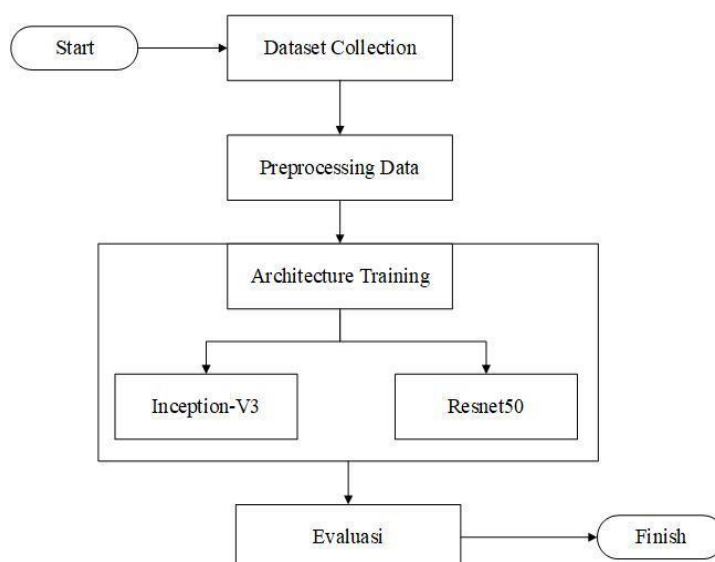 Start
Dataset Collection
Preprocessing Data
Architecture Training
Inception-V3
Resnet50
Evaluasi
Finish